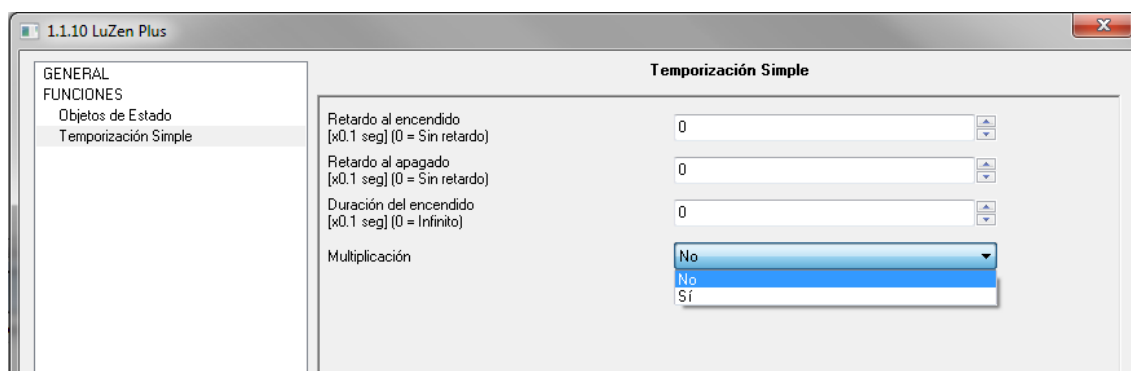 1.1.10 LuZen Plus
GENERAL
FUNCIONES
Objetos de Estado
Temporización Simple
Temporización Simple
Retardo al encendido
[x0.1 seg] (0 = Sin retardo)
0
Retardo al apagado
[x0.1 seg] (0 = Sin retardo)
0
Duración del encendido
[x0.1 seg] (0 = Infinito)
0
Multiplicación
No
No
Sí